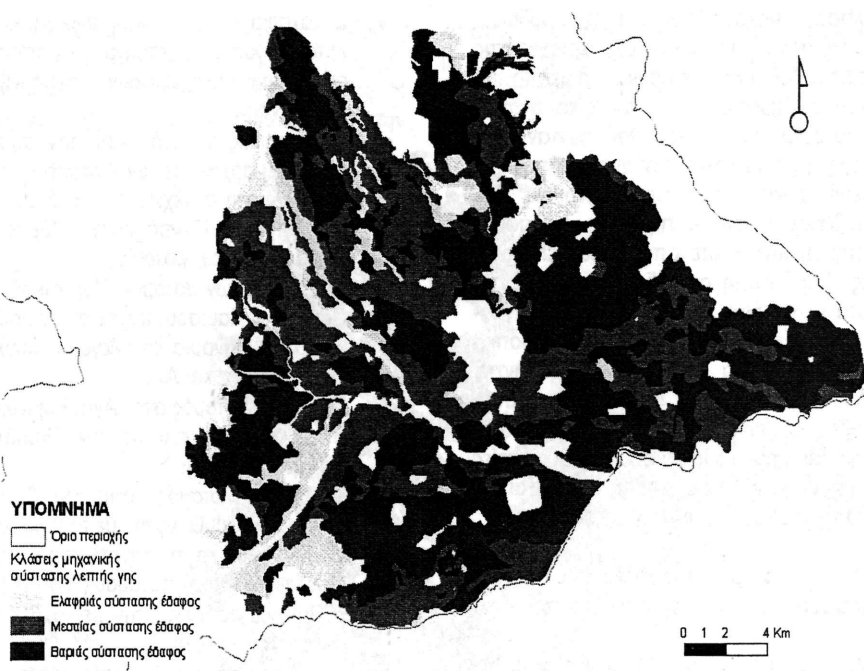 ΥΠΟΜΝΗΜΑ
Όριο περιοχής
Κλάσεις μηχανικής
σύστασης λεπτής γης
Ελαφριάς σύστασης έδαφος
Μεσαίας σύστασης έδαφος
Βαριάς σύστασης έδαφος
0 1 2 4 Km